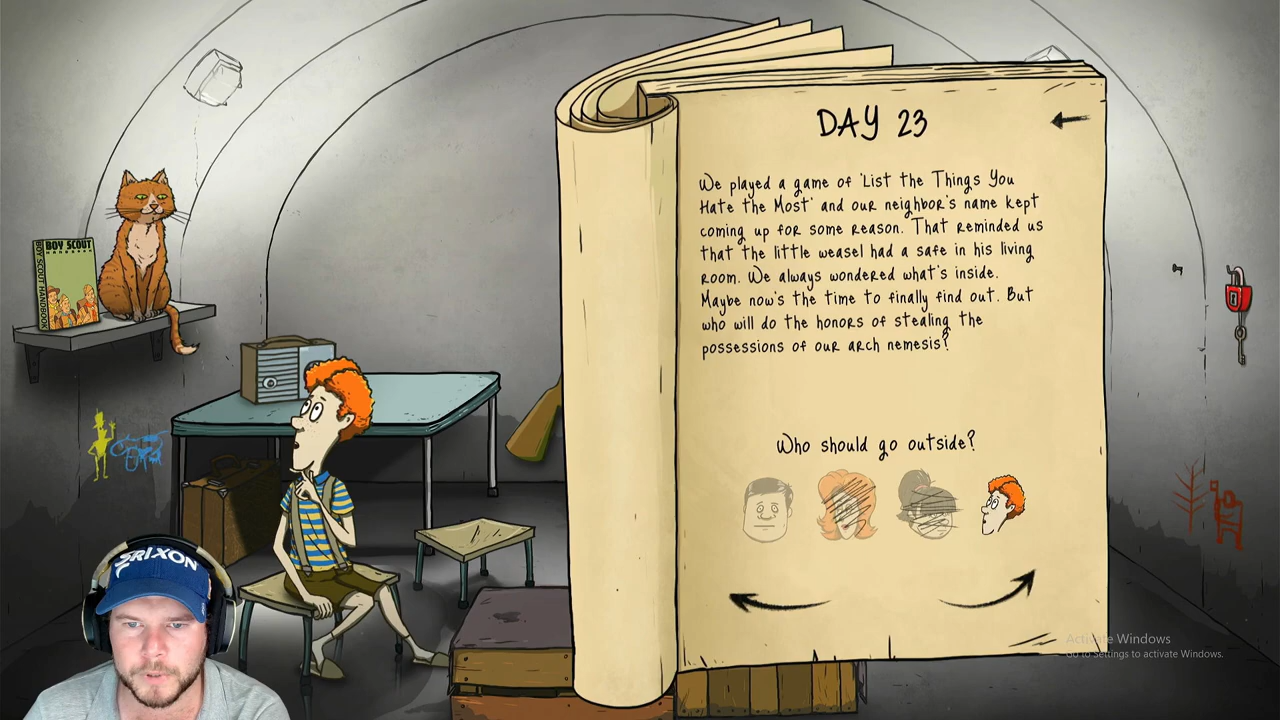 DAY 23
We played a game of 'List the Things You
Hate the Most' and our neighbor's name kept
coming up for some reason. That reminded us
that the little weasel had a safe in his living
room. We always wondered what's inside.
Maybe now's the time to finally find out. But
who will do the honors of stealing the
possessions of our arch nemesis?
Who should go outside?
BOY SCOUT
HANDBOOK
BOY SCOUT HANDBOOK
SRIXON
Activate Windows
Go to Settings to activate Windows.